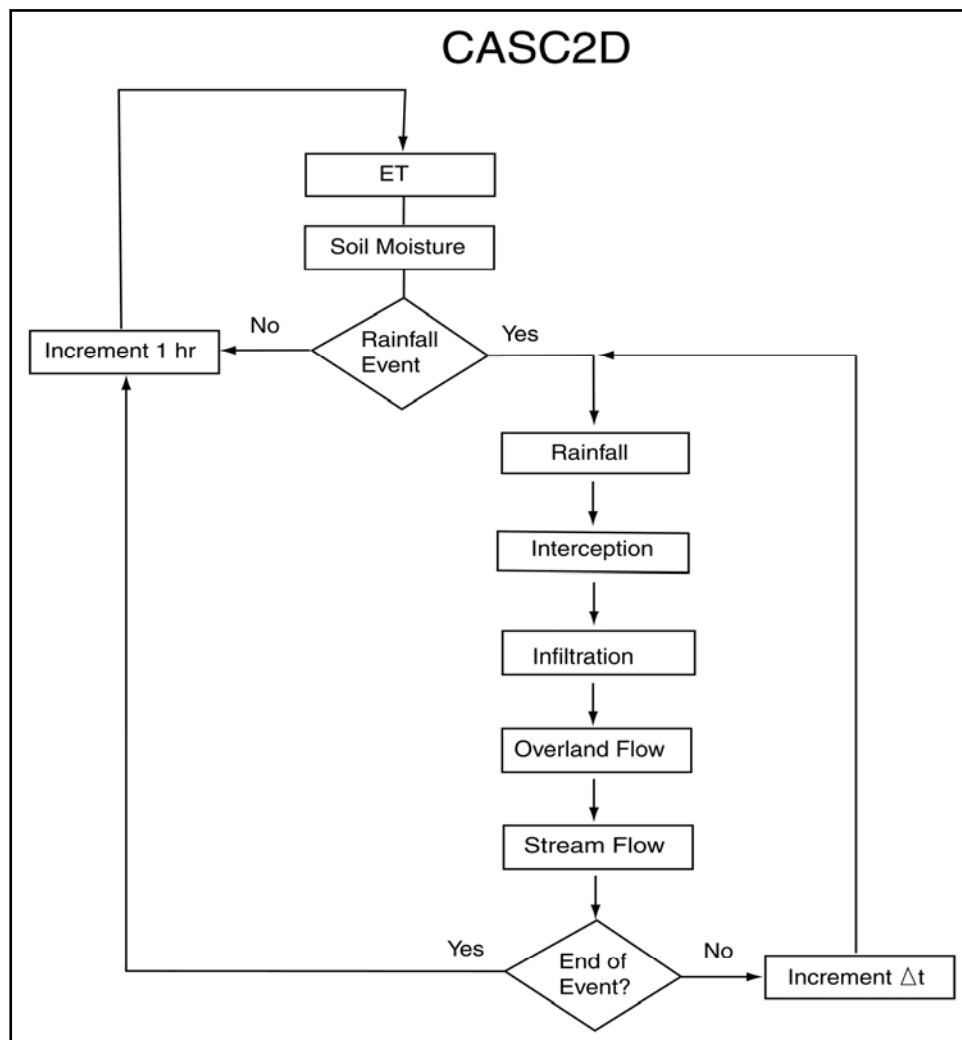 CASC2D
ET
Soil Moisture
No
Rainfall
Event
Yes
Increment 1 hr
Rainfall
Interception
Infiltration
Overland Flow
Stream Flow
Yes
End of
Event?
No
Increment Δt